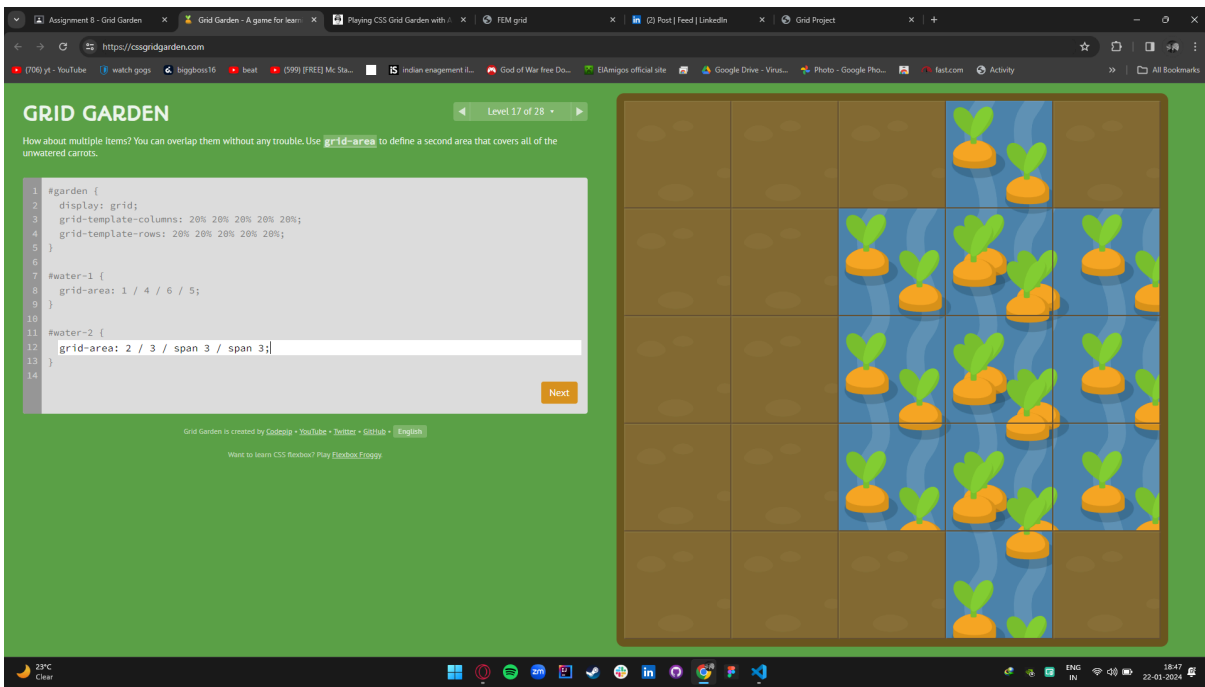 Assignment 8 - Grid Garden
Grid Garden - A game for learn
Playing CSS Grid Garden with A
FEM grid
(2) Post | Feed | LinkedIn
Grid Project
https://cssgridgarden.com
(706) yt - YouTube
watch gogs
biggboss16
beat
(599) [FREE] Mc Sta...
indian enagement il...
God of War free Do...
ElAmigos official site
Google Drive - Virus...
Photo - Google Pho...
fast.com
Activity
All Bookmarks
GRID GARDEN
Level 17 of 28
How about multiple items? You can overlap them without any trouble. Use grid-area to define a second area that covers all of the
unwatered carrots.
1 #garden {
2 display: grid;
3 grid-template-columns: 20% 20% 20% 20% 20%;
4 grid-template-rows: 20% 20% 20% 20% 20%;
5 }
6
7 #water-1 {
8 grid-area: 1 / 4 / 6 / 5;
9 }
10
11 #water-2 {
12 grid-area: 2 / 3 / span 3 / span 3;
13 }
14
Next
Grid Garden is created by Codepip • YouTube • Twitter • GitHub • English
Want to learn CSS flexbox? Play Flexbox Froggy.
23°C
Clear
zm
in
ENG
IN
18:47
22-01-2024